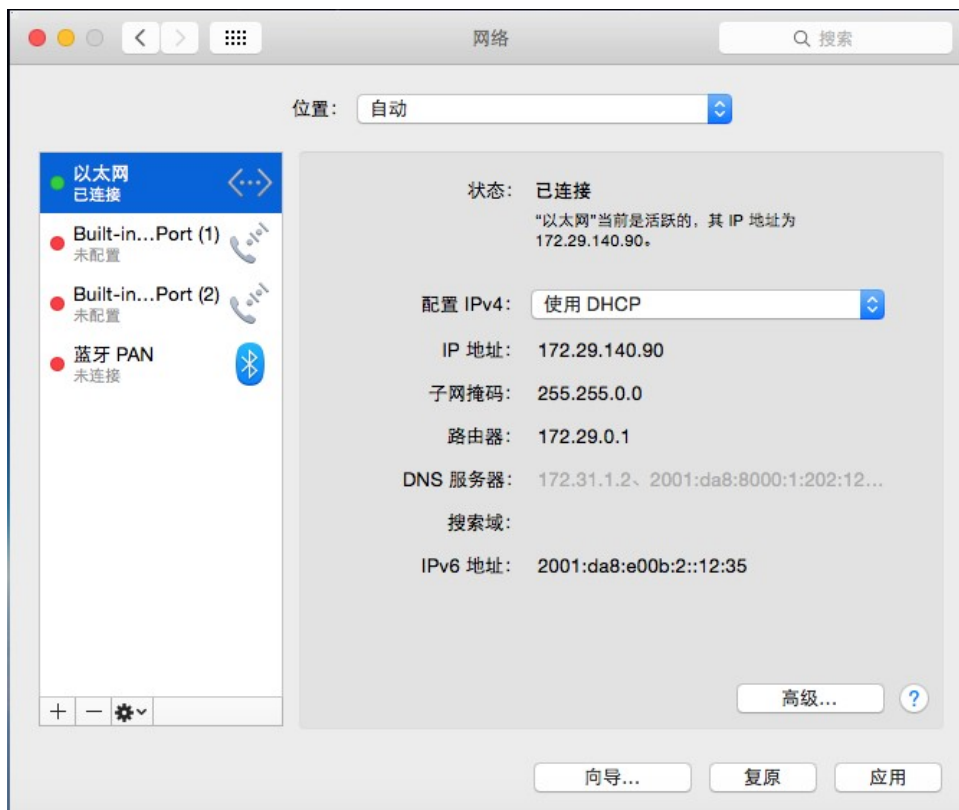 网络
搜索
位置：
自动
以太网
已连接
Built-in...Port (1)
未配置
Built-in...Port (2)
未配置
蓝牙 PAN
未连接
状态：
已连接
“以太网”当前是活跃的，其 IP 地址为
172.29.140.90。
配置 IPv4：
使用 DHCP
IP 地址：
172.29.140.90
子网掩码：
255.255.0.0
路由器：
172.29.0.1
DNS 服务器：
172.31.1.2、2001:da8:8000:1:202:12...
搜索域：
IPv6 地址：
2001:da8:e00b:2::12:35
高级...
?
向导...
复原
应用